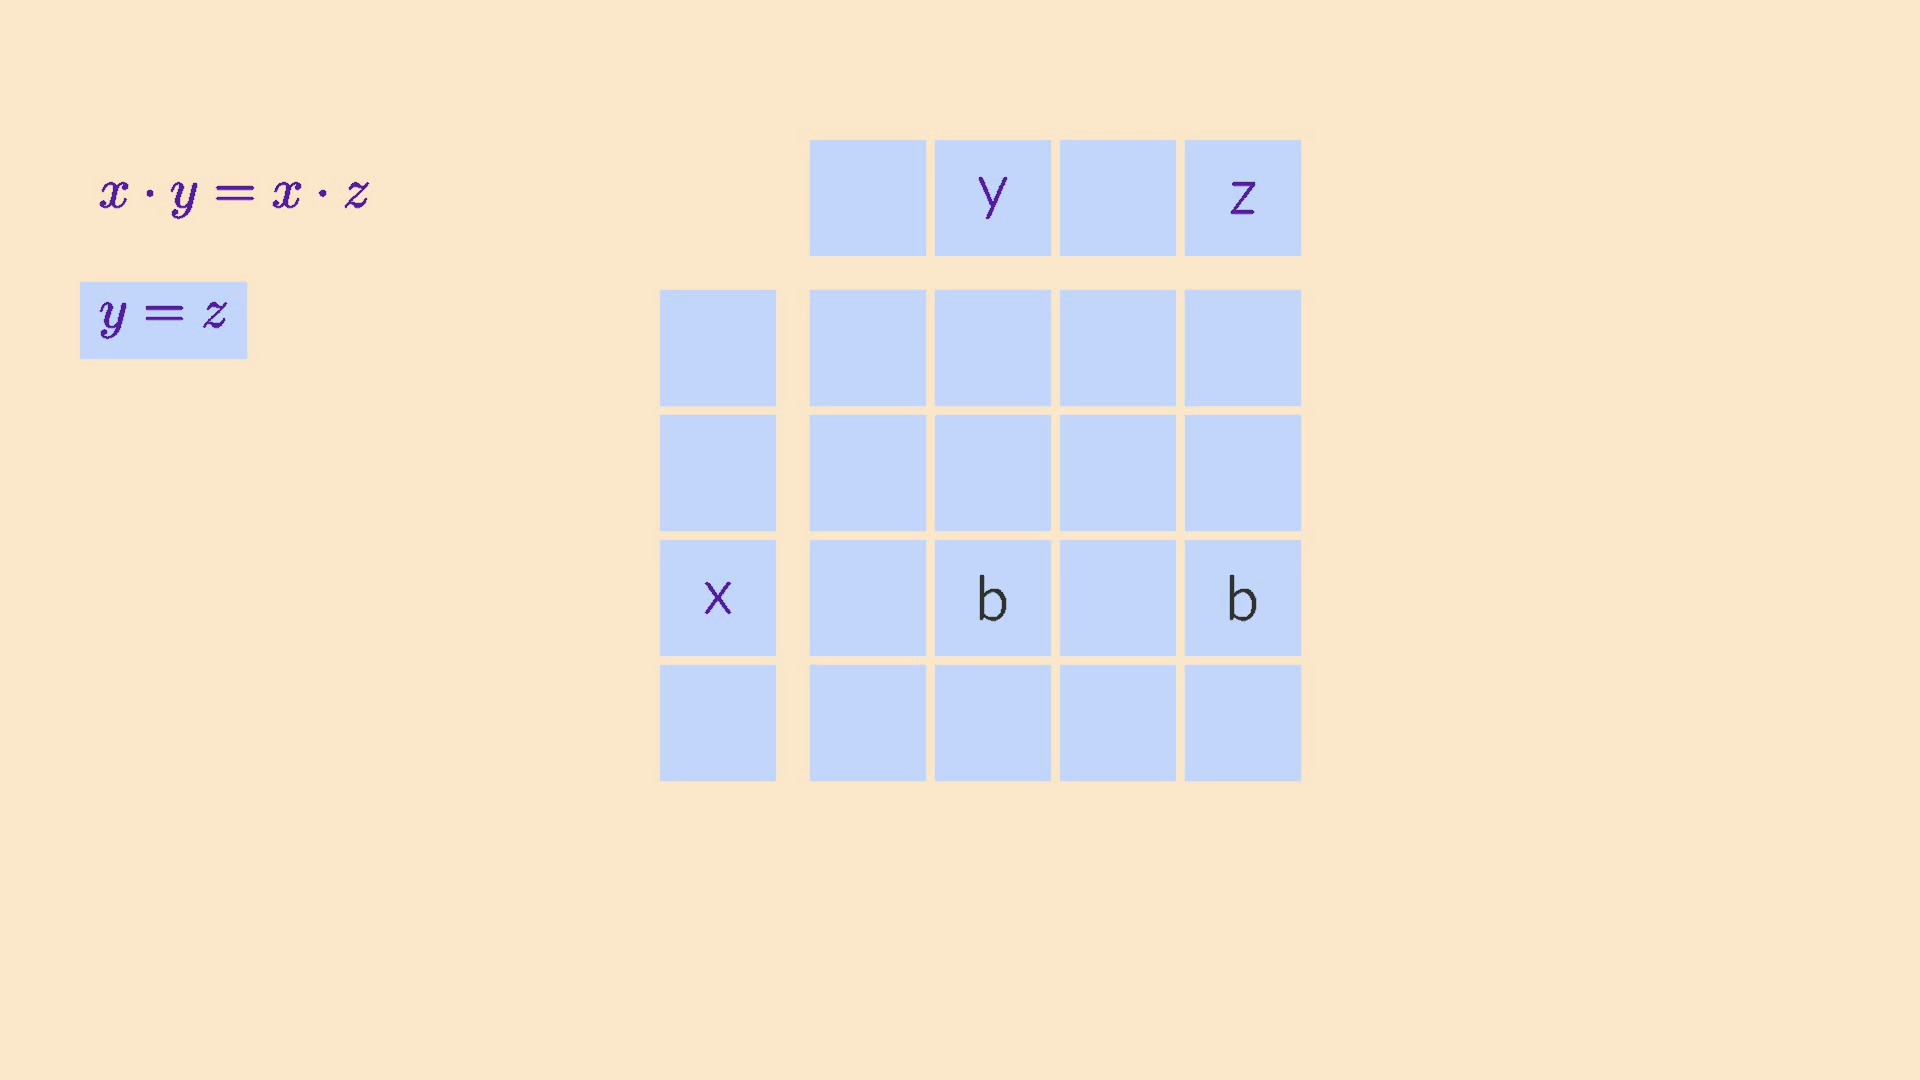 x · y = x · z
y = z
y z
x b b